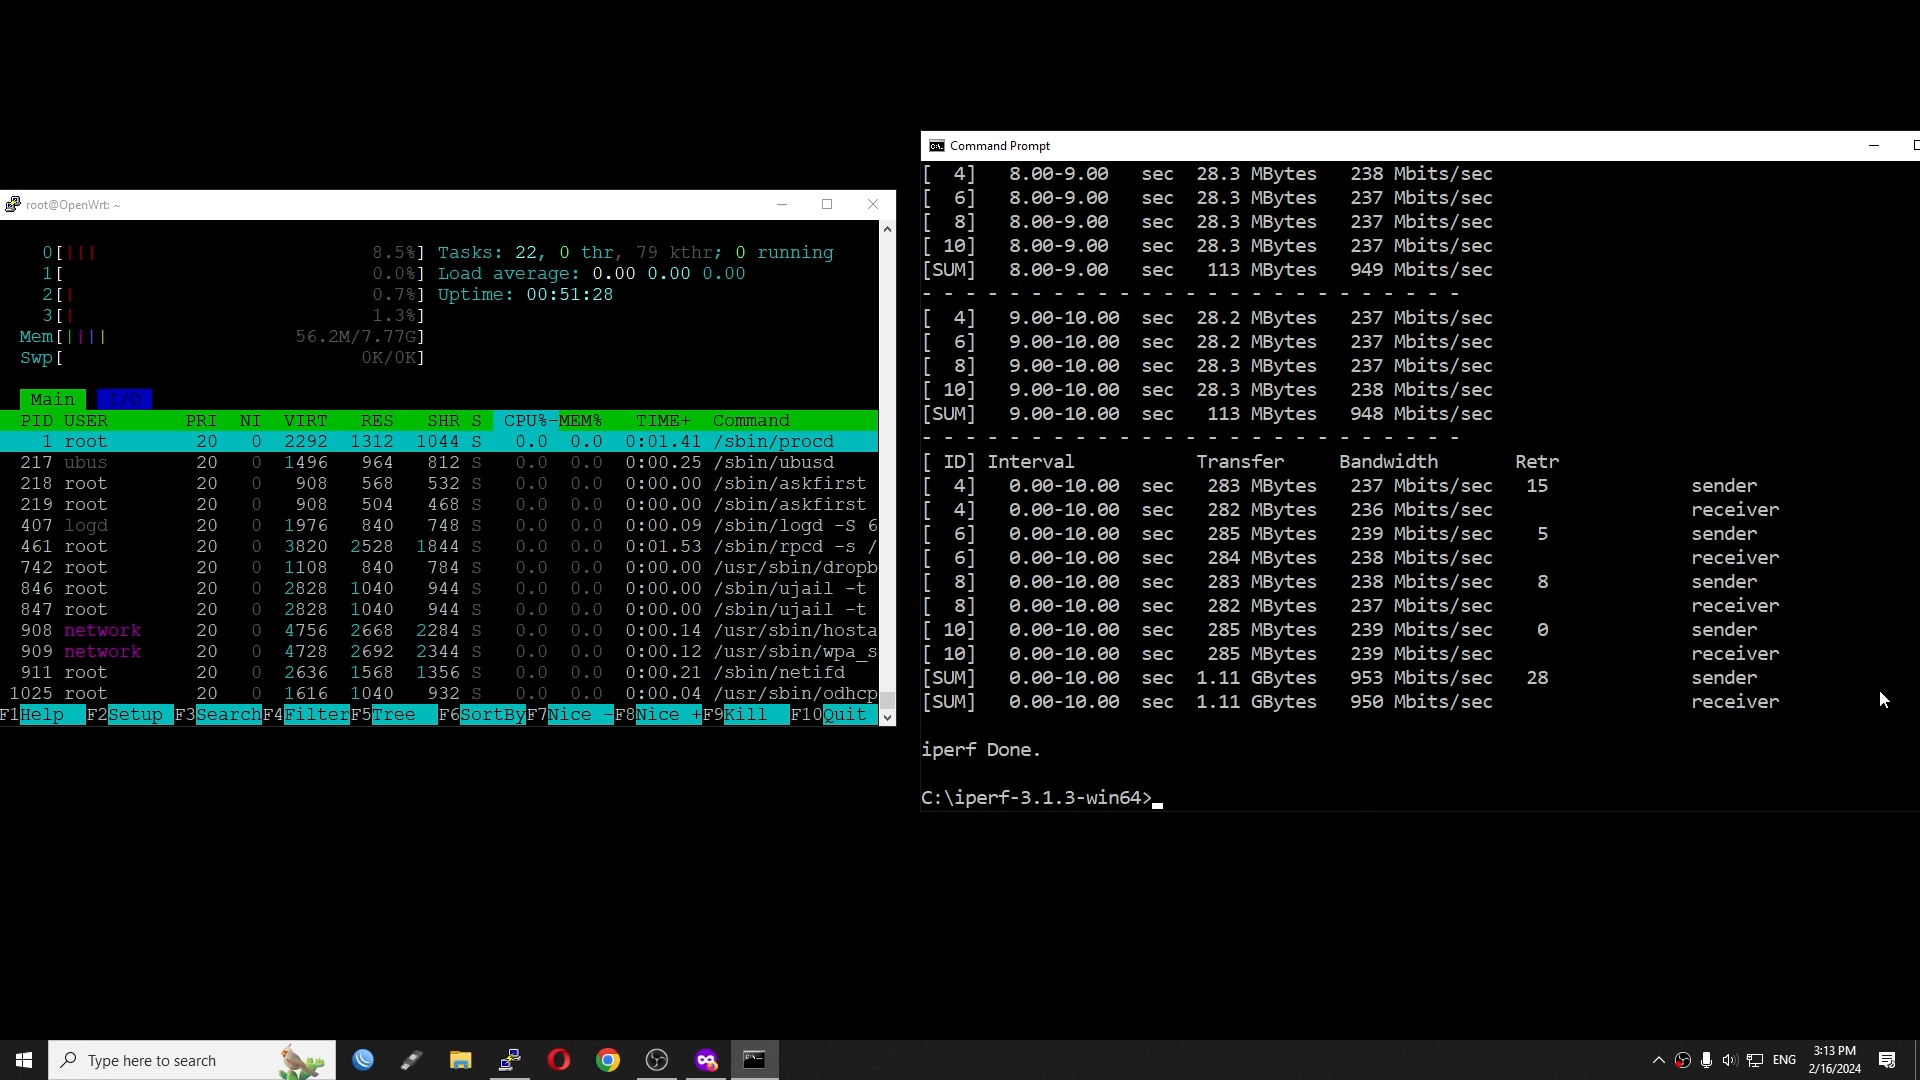 root@OpenWrt: ~
0[||| 8.5%] Tasks: 22, 0 thr, 79 kthr; 0 running
1[ 0.0%] Load average: 0.00 0.00 0.00
2[| 0.7%] Uptime: 00:51:28
3[| 1.3%]
Mem[|||| 56.2M/7.77G]
Swp[ 0K/0K]
Main I/O
PID USER PRI NI VIRT RES SHR S CPU%-MEM% TIME+ Command
1 root 20 0 2292 1312 1044 S 0.0 0.0 0:01.41 /sbin/procd
217 ubus 20 0 1496 964 812 S 0.0 0.0 0:00.25 /sbin/ubusd
218 root 20 0 908 568 532 S 0.0 0.0 0:00.00 /sbin/askfirst
219 root 20 0 908 504 468 S 0.0 0.0 0:00.00 /sbin/askfirst
407 logd 20 0 1976 840 748 S 0.0 0.0 0:00.09 /sbin/logd -S 6
461 root 20 0 3820 2528 1844 S 0.0 0.0 0:01.53 /sbin/rpcd -s /
742 root 20 0 1108 840 784 S 0.0 0.0 0:00.00 /usr/sbin/dropb
846 root 20 0 2828 1040 944 S 0.0 0.0 0:00.00 /sbin/ujail -t
847 root 20 0 2828 1040 944 S 0.0 0.0 0:00.00 /sbin/ujail -t
908 network 20 0 4756 2668 2284 S 0.0 0.0 0:00.14 /usr/sbin/hosta
909 network 20 0 4728 2692 2344 S 0.0 0.0 0:00.12 /usr/sbin/wpa_s
911 root 20 0 2636 1568 1356 S 0.0 0.0 0:00.21 /sbin/netifd
1025 root 20 0 1616 1040 932 S 0.0 0.0 0:00.04 /usr/sbin/odhcp
F1Help F2Setup F3SearchF4FilterF5Tree F6SortByF7Nice -F8Nice +F9Kill F10Quit
Command Prompt
[ 4] 8.00-9.00 sec 28.3 MBytes 238 Mbits/sec
[ 6] 8.00-9.00 sec 28.3 MBytes 237 Mbits/sec
[ 8] 8.00-9.00 sec 28.3 MBytes 237 Mbits/sec
[ 10] 8.00-9.00 sec 28.3 MBytes 237 Mbits/sec
[SUM] 8.00-9.00 sec 113 MBytes 949 Mbits/sec
- - - - - - - - - - - - - - - - - - - - - - - - -
[ 4] 9.00-10.00 sec 28.2 MBytes 237 Mbits/sec
[ 6] 9.00-10.00 sec 28.2 MBytes 237 Mbits/sec
[ 8] 9.00-10.00 sec 28.3 MBytes 237 Mbits/sec
[ 10] 9.00-10.00 sec 28.3 MBytes 238 Mbits/sec
[SUM] 9.00-10.00 sec 113 MBytes 948 Mbits/sec
- - - - - - - - - - - - - - - - - - - - - - - - -
[ ID] Interval Transfer Bandwidth Retr
[ 4] 0.00-10.00 sec 283 MBytes 237 Mbits/sec 15 sender
[ 4] 0.00-10.00 sec 282 MBytes 236 Mbits/sec receiver
[ 6] 0.00-10.00 sec 285 MBytes 239 Mbits/sec 5 sender
[ 6] 0.00-10.00 sec 284 MBytes 238 Mbits/sec receiver
[ 8] 0.00-10.00 sec 283 MBytes 238 Mbits/sec 8 sender
[ 8] 0.00-10.00 sec 282 MBytes 237 Mbits/sec receiver
[ 10] 0.00-10.00 sec 285 MBytes 239 Mbits/sec 0 sender
[ 10] 0.00-10.00 sec 285 MBytes 239 Mbits/sec receiver
[SUM] 0.00-10.00 sec 1.11 GBytes 953 Mbits/sec 28 sender
[SUM] 0.00-10.00 sec 1.11 GBytes 950 Mbits/sec receiver
iperf Done.
C:\iperf-3.1.3-win64>
Type here to search
ENG
3:13 PM
2/16/2024